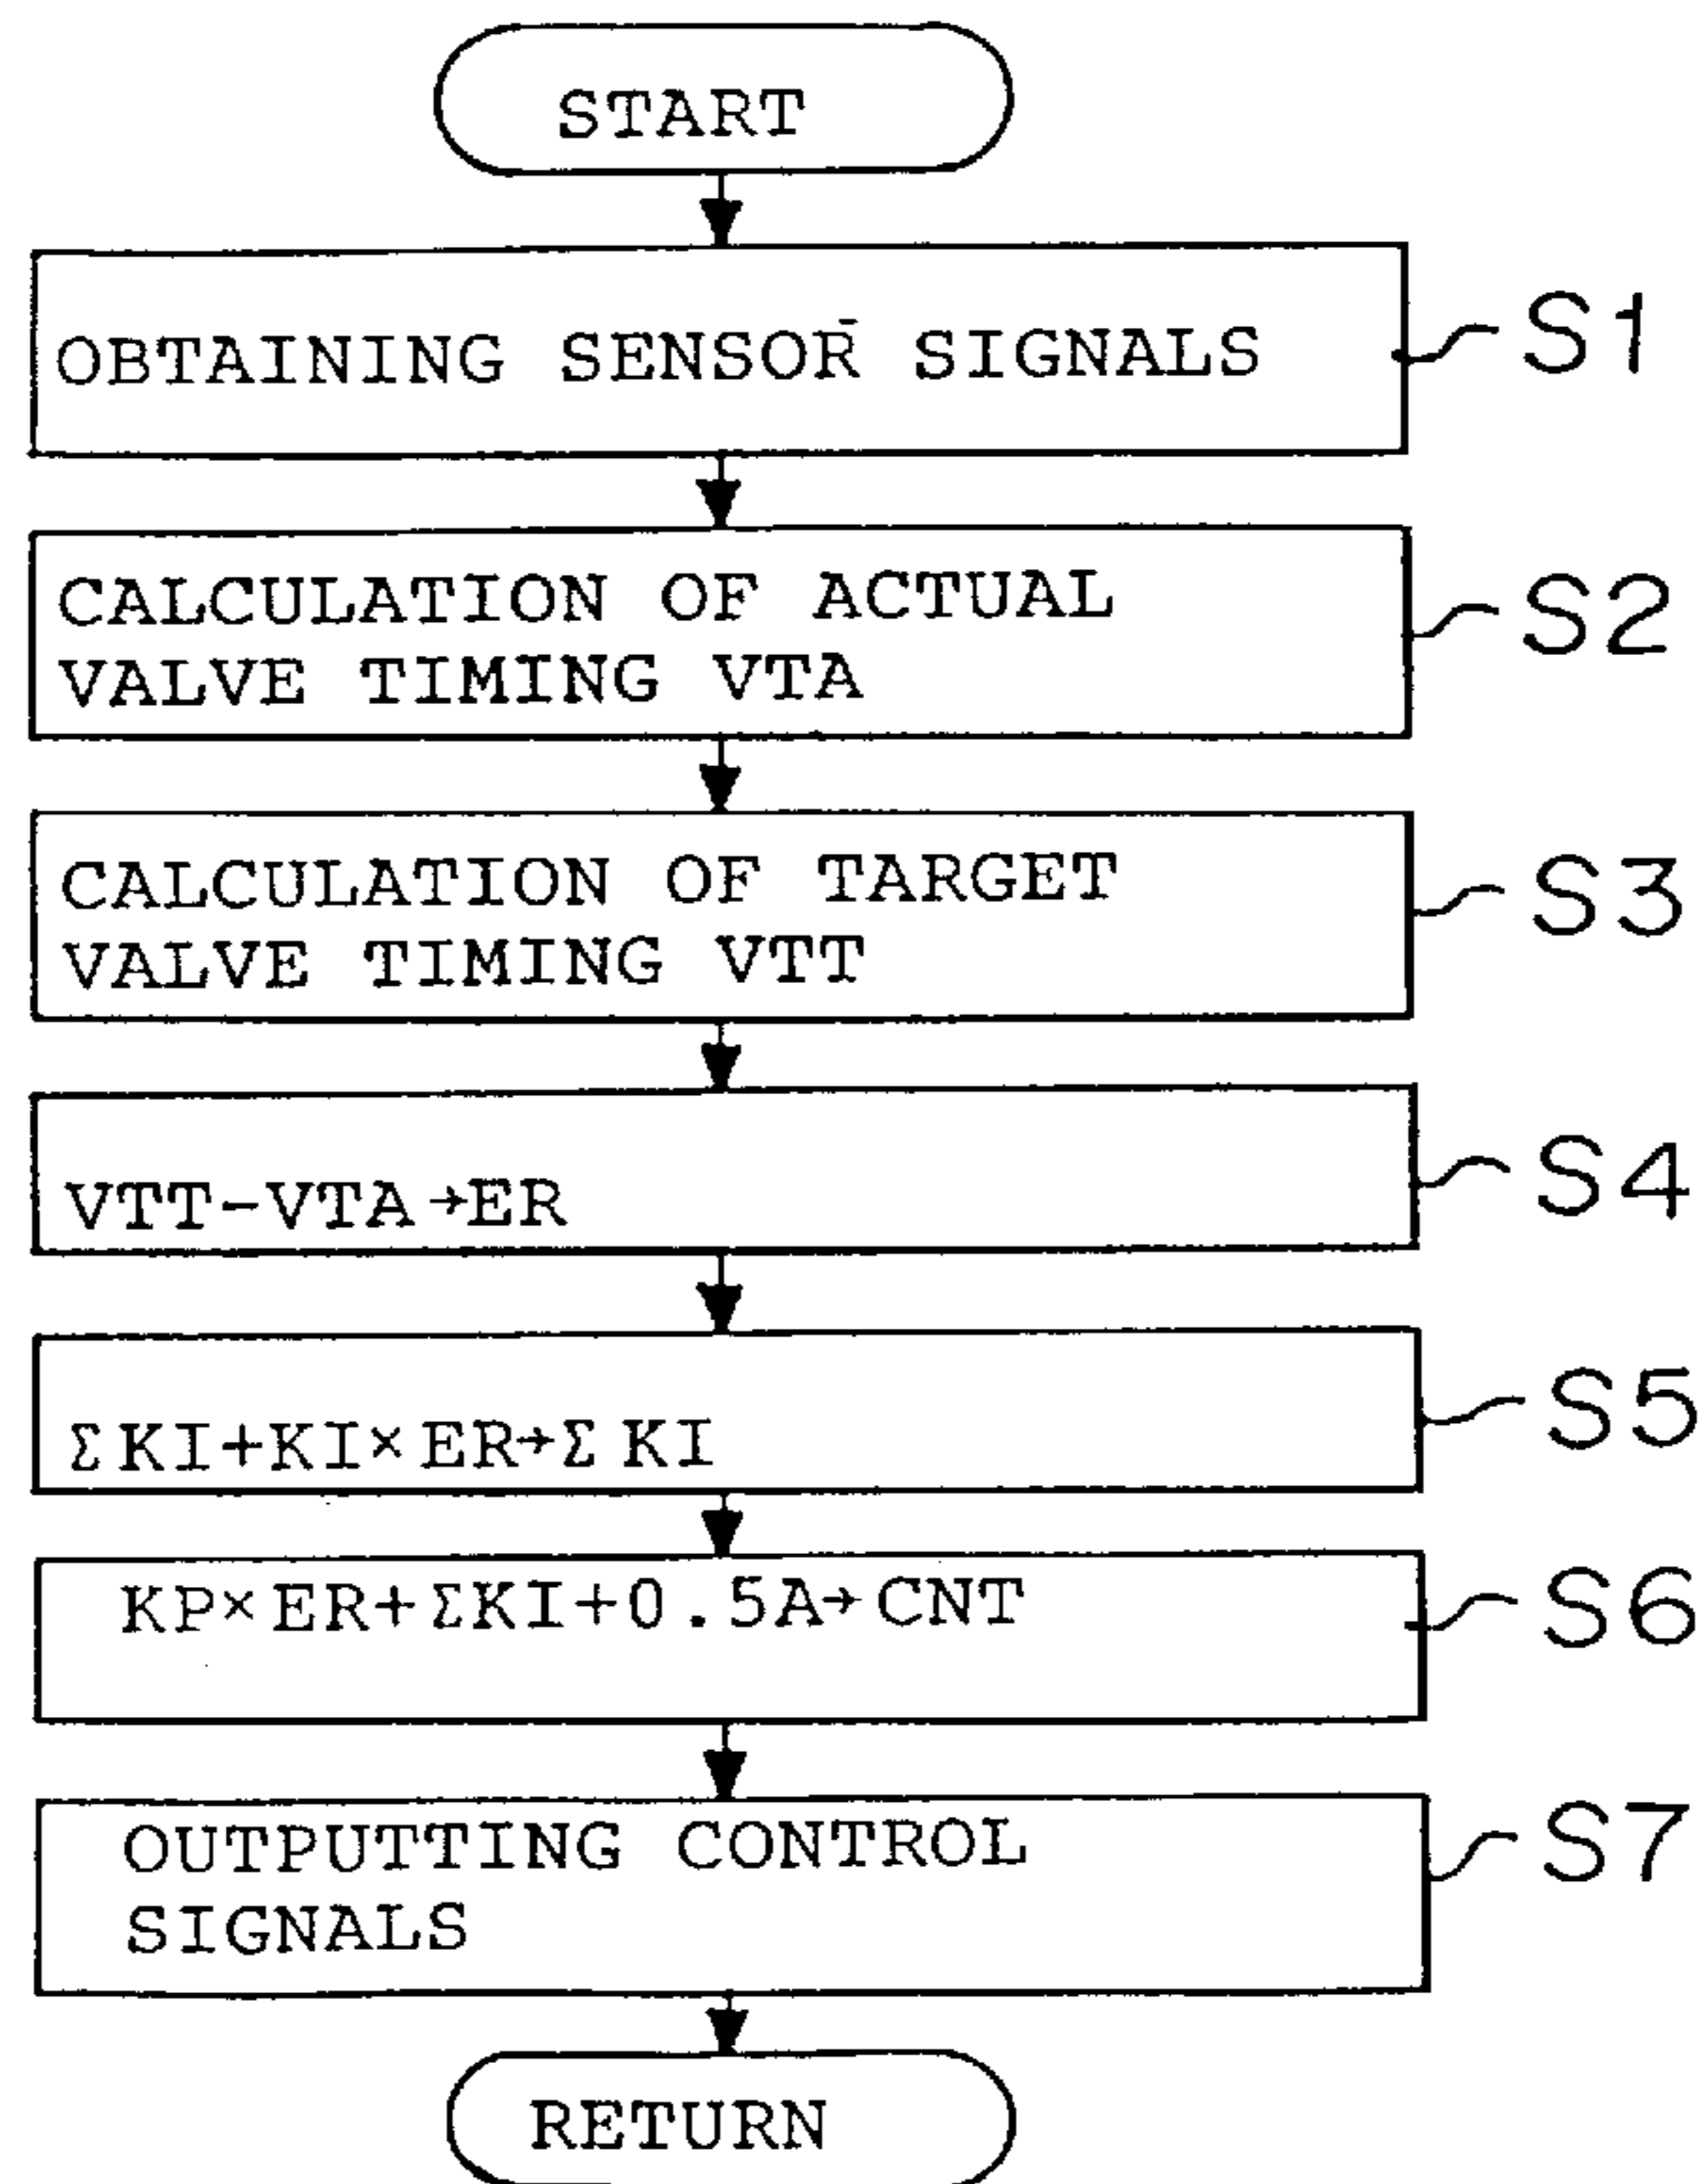 START
OBTAINING SENSOR SIGNALS
S1
CALCULATION OF ACTUAL
VALVE TIMING VTA
S2
CALCULATION OF TARGET
VALVE TIMING VTT
S3
VTT-VTA→ER
S4
ΣKI+KI×ER→ΣKI
S5
KP×ER+ΣKI+0.5A→CNT
S6
OUTPUTTING CONTROL
SIGNALS
S7
RETURN